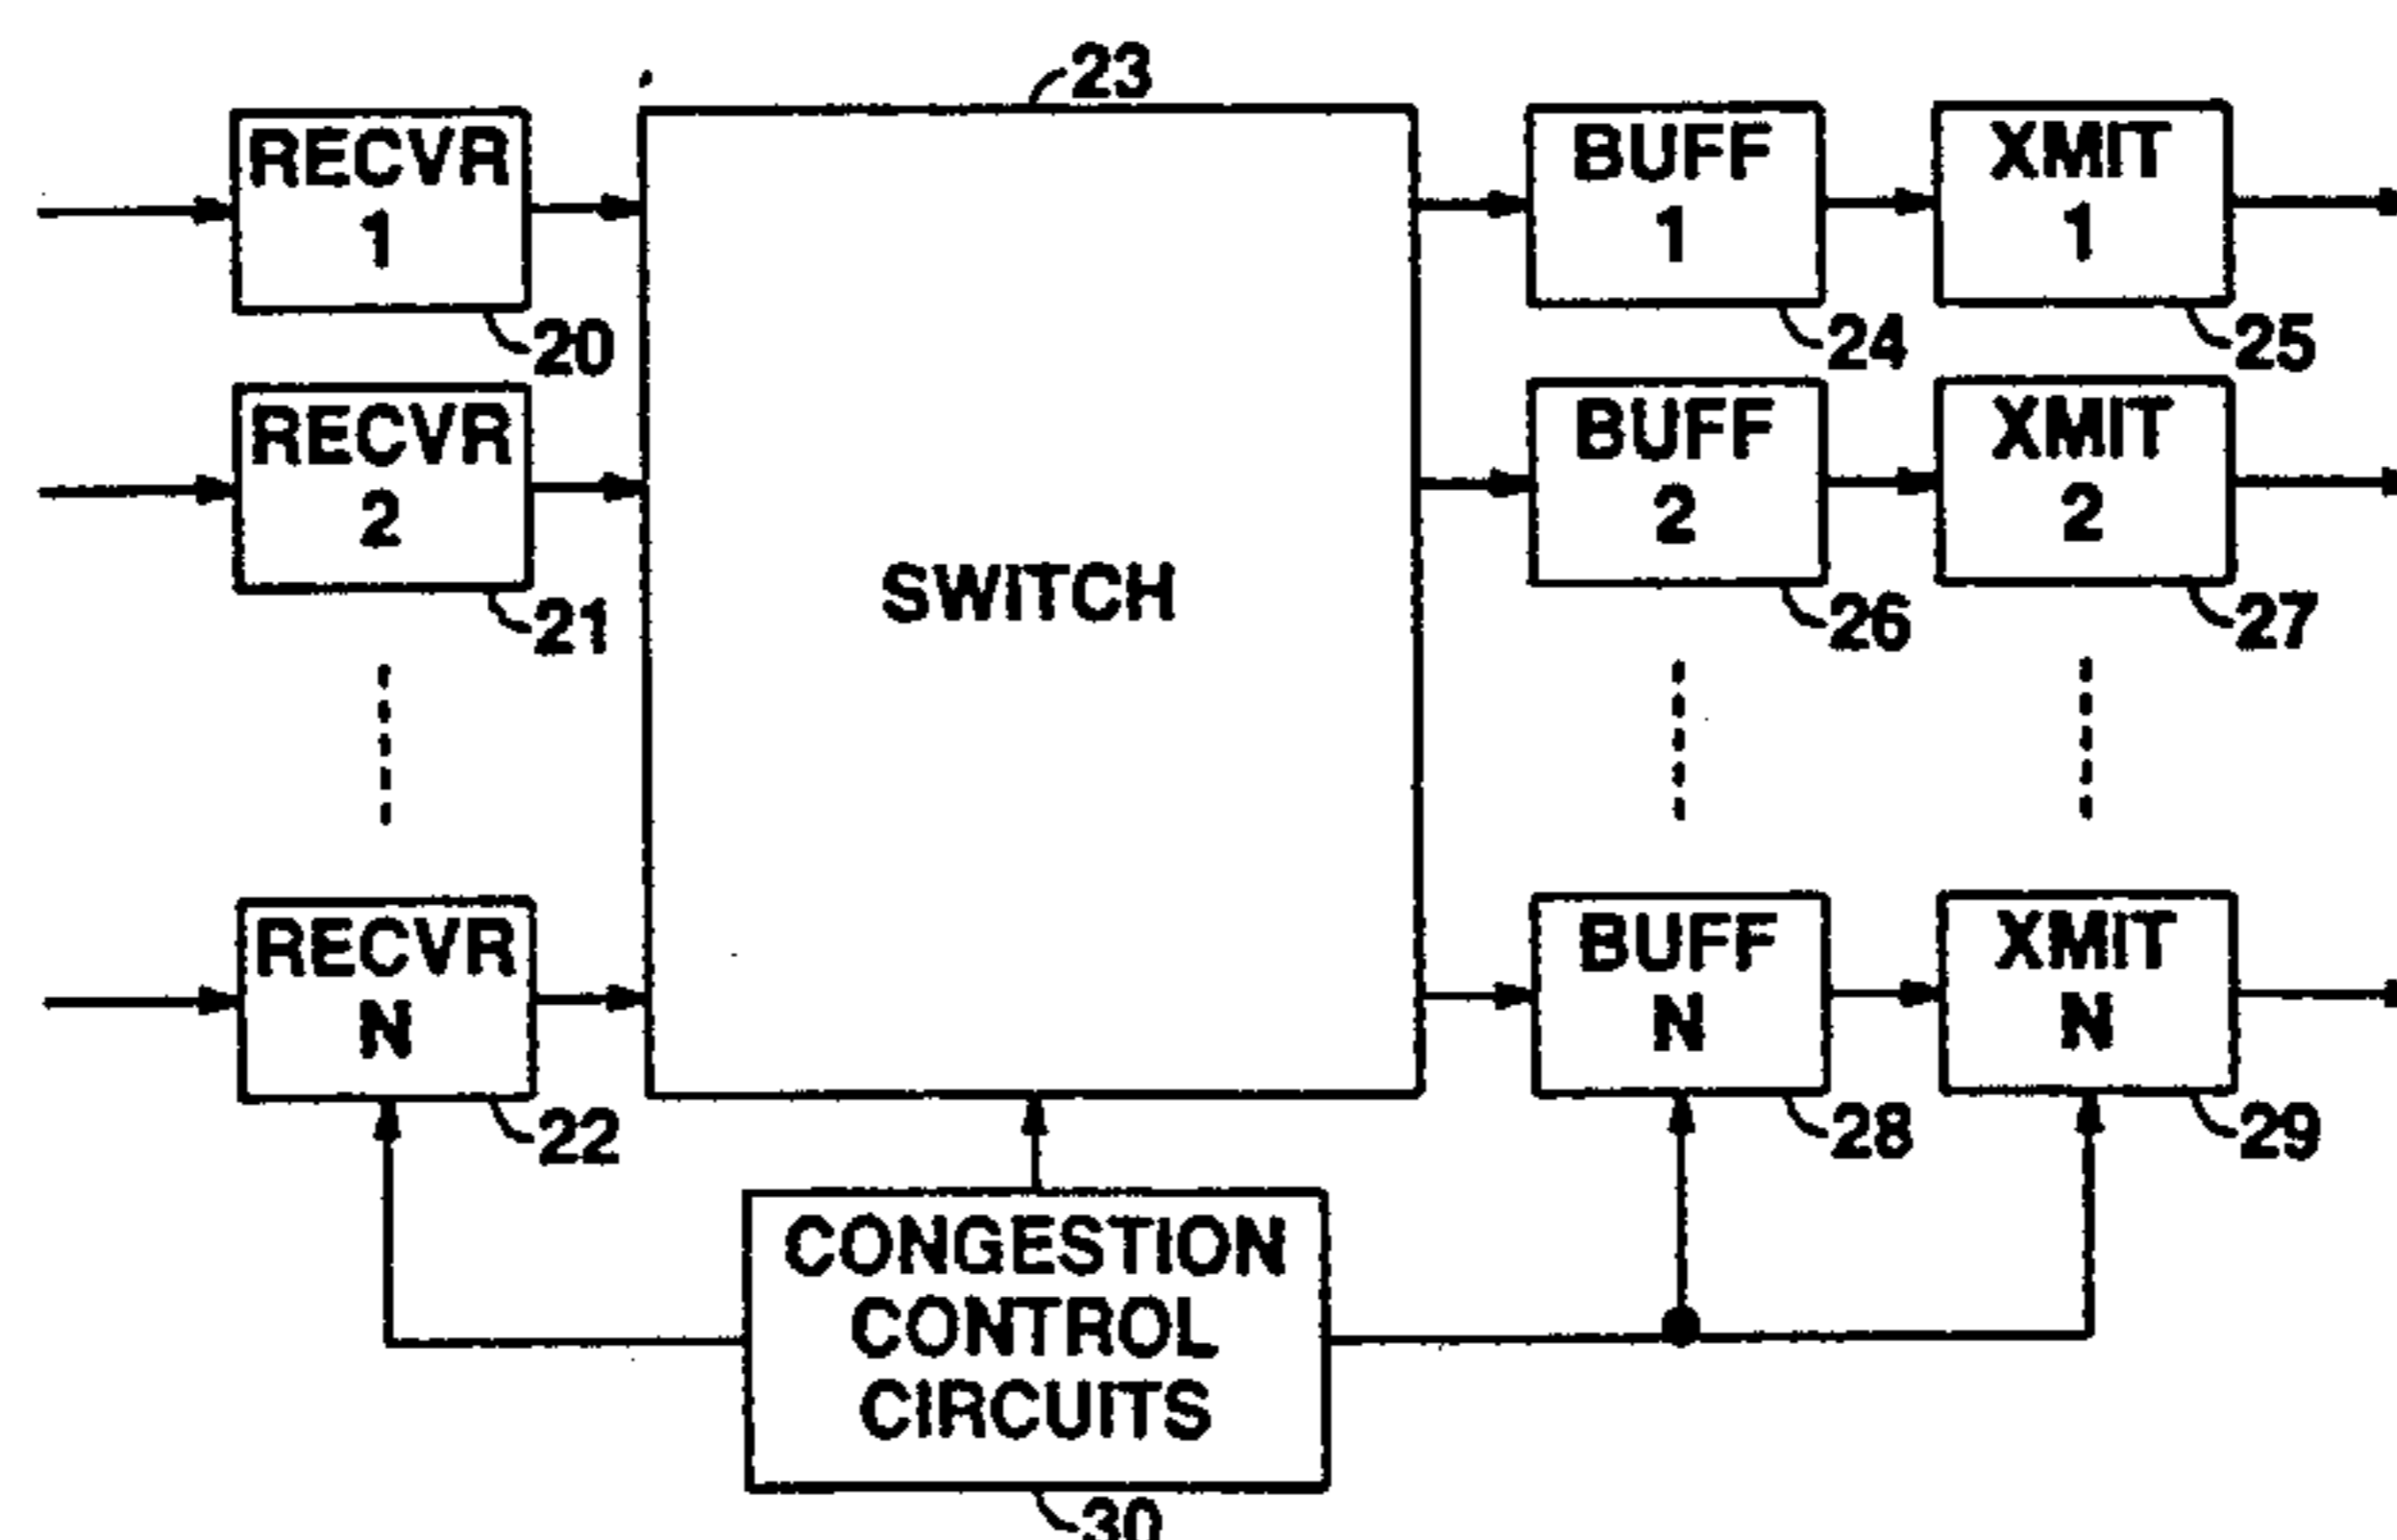 23
RECVR
1
20
BUFF
1
24
XMIT
1
25
RECVR
2
21
SWITCH
BUFF
2
26
XMIT
2
27
RECVR
N
22
BUFF
N
28
XMIT
N
29
CONGESTION
CONTROL
CIRCUITS
30